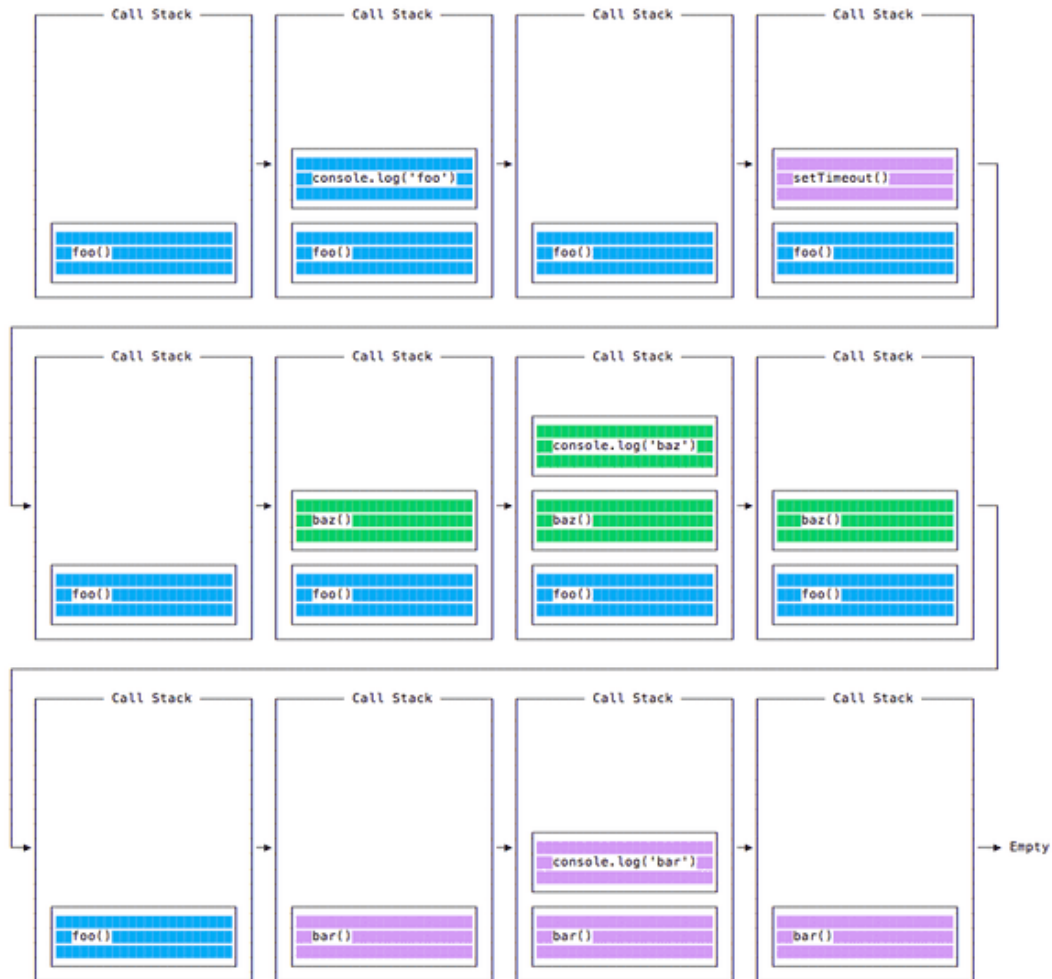 Call Stack Call Stack Call Stack Call Stack
console.log('foo') setTimeout()
foo() foo() foo() foo()
Call Stack Call Stack Call Stack Call Stack
console.log('baz')
baz() baz() baz()
foo() foo() foo() foo()
Call Stack Call Stack Call Stack Call Stack
Empty
console.log('bar')
foo() bar() bar() bar()